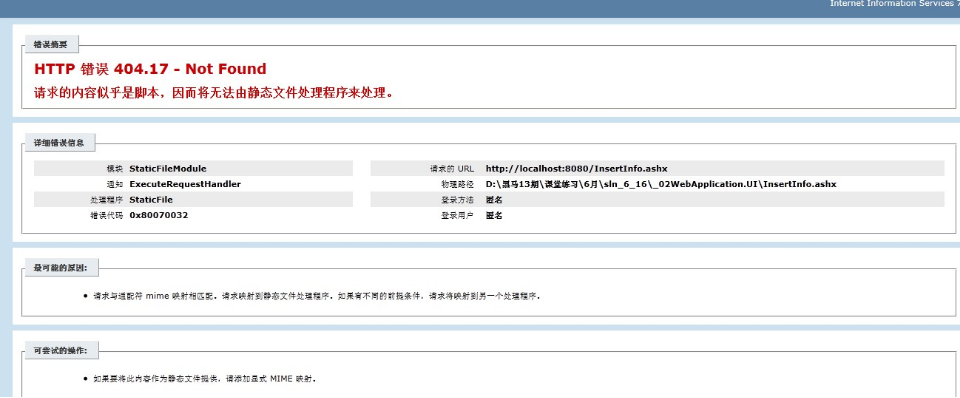 Internet Information Services 7
错误摘要
HTTP 错误 404.17 - Not Found
请求的内容似乎是脚本，因而将无法由静态文件处理程序来处理。
详细错误信息
模块 StaticFileModule
通知 ExecuteRequestHandler
处理程序 StaticFile
错误代码 0x80070032
请求的 URL http://localhost:8080/InsertInfo.ashx
物理路径 D:\黑马13期\课堂练习\6月\sln_6_16\_02WebApplication.UI\InsertInfo.ashx
登录方法 匿名
登录用户 匿名
最可能的原因:
• 请求与通配符 mime 映射相匹配。请求映射到静态文件处理程序。如果有不同的前提条件，请求将映射到另一个处理程序。
可尝试的操作:
• 如果要将此内容作为静态文件提供，请添加显式 MIME 映射。